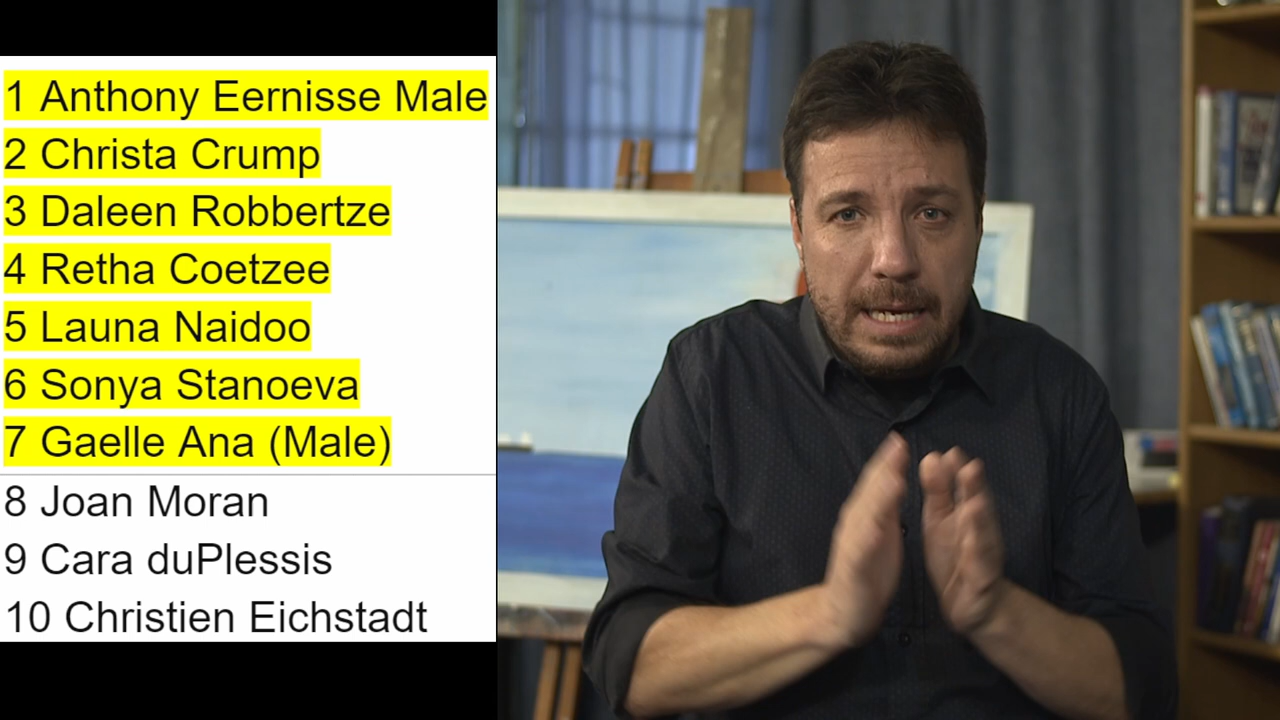 1 Anthony Eernisse Male
2 Christa Crump
3 Daleen Robbertze
4 Retha Coetzee
5 Launa Naidoo
6 Sonya Stanoeva
7 Gaelle Ana (Male)
8 Joan Moran
9 Cara duPlessis
10 Christien Eichstadt